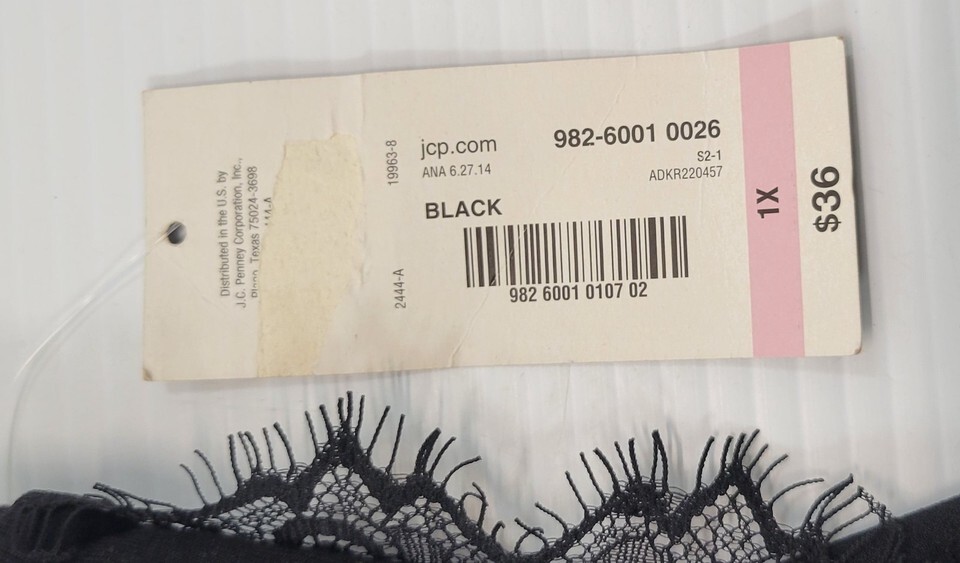 Distributed in the U.S. by
J.C. Penney Corporation, Inc.,
Plano, Texas 75024-3698
19963-8
2444-A
jcp.com
ANA 6.27.14
982-6001 0026
S2-1
ADKR220457
BLACK
982 6001 0107 02
1X
$36